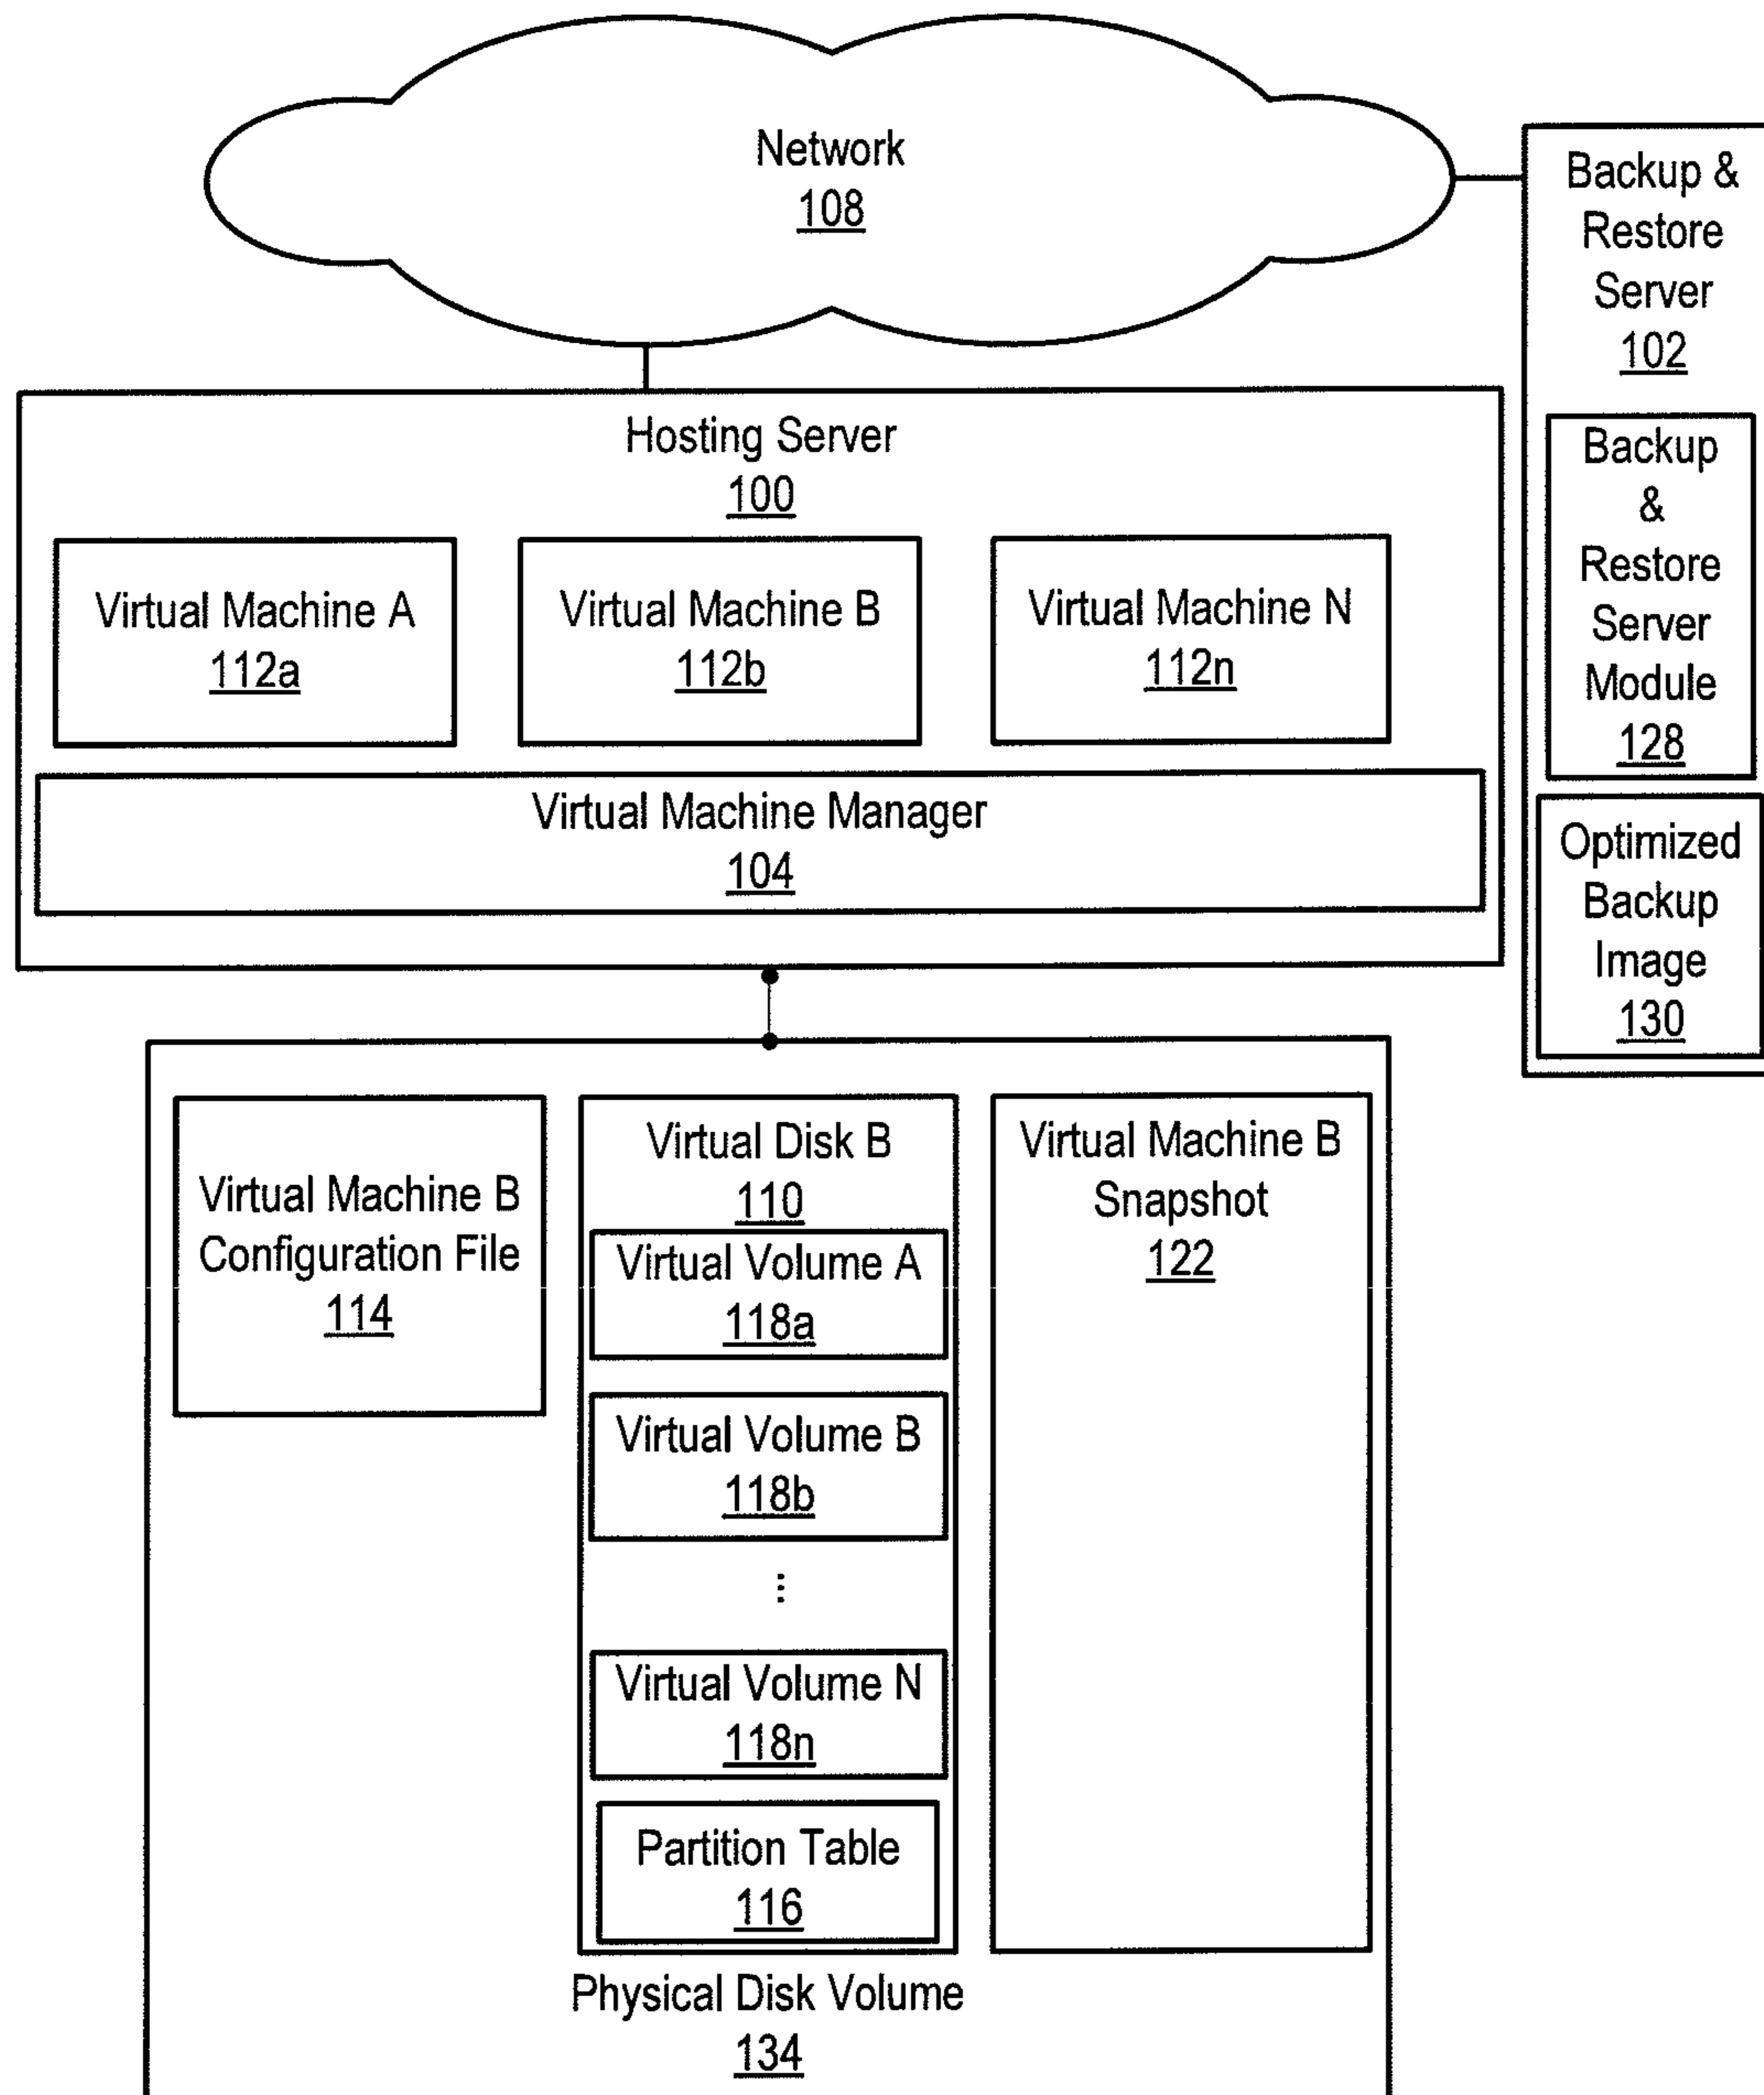 Network
108
Backup &
Restore
Server
102
Backup
&
Restore
Server
Module
128
Optimized
Backup
Image
130
Hosting Server
100
Virtual Machine A
112a
Virtual Machine B
112b
Virtual Machine N
112n
Virtual Machine Manager
104
Virtual Machine B
Configuration File
114
Virtual Disk B
110
Virtual Volume A
118a
Virtual Volume B
118b
...
Virtual Volume N
118n
Partition Table
116
Virtual Machine B
Snapshot
122
Physical Disk Volume
134